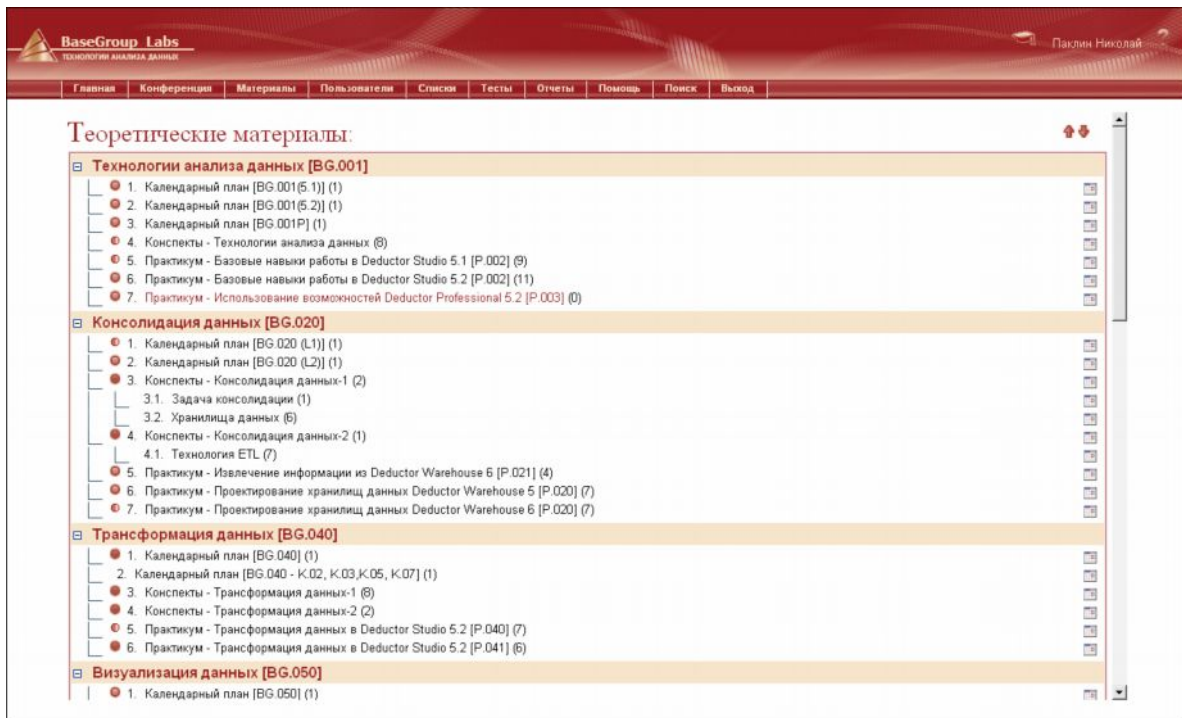 BaseGroup Labs
ТЕХНОЛОГИИ АНАЛИЗА ДАННЫХ
Паклин Николай
?
Главная Конференция Материалы Пользователи Списки Тесты Отчеты Помощь Поиск Выход
Теоретические материалы:
Технологии анализа данных [BG.001]
1. Календарный план [BG.001(5.1)] (1)
2. Календарный план [BG.001(5.2)] (1)
3. Календарный план [BG.001P] (1)
4. Конспекты - Технологии анализа данных (8)
5. Практикум - Базовые навыки работы в Deductor Studio 5.1 [P.002] (9)
6. Практикум - Базовые навыки работы в Deductor Studio 5.2 [P.002] (11)
7. Практикум - Использование возможностей Deductor Professional 5.2 [P.003] (0)
Консолидация данных [BG.020]
1. Календарный план [BG.020 (L1)] (1)
2. Календарный план [BG.020 (L2)] (1)
3. Конспекты - Консолидация данных-1 (2)
3.1. Задача консолидации (1)
3.2. Хранилища данных (6)
4. Конспекты - Консолидация данных-2 (1)
4.1. Технология ETL (7)
5. Практикум - Извлечение информации из Deductor Warehouse 6 [P.021] (4)
6. Практикум - Проектирование хранилищ данных Deductor Warehouse 5 [P.020] (7)
7. Практикум - Проектирование хранилищ данных Deductor Warehouse 6 [P.020] (7)
Трансформация данных [BG.040]
1. Календарный план [BG.040] (1)
2. Календарный план [BG.040 - K.02, K.03,K.05, K.07] (1)
3. Конспекты - Трансформация данных-1 (8)
4. Конспекты - Трансформация данных-2 (2)
5. Практикум - Трансформация данных в Deductor Studio 5.2 [P.040] (7)
6. Практикум - Трансформация данных в Deductor Studio 5.2 [P.041] (6)
Визуализация данных [BG.050]
1. Календарный план [BG.050] (1)